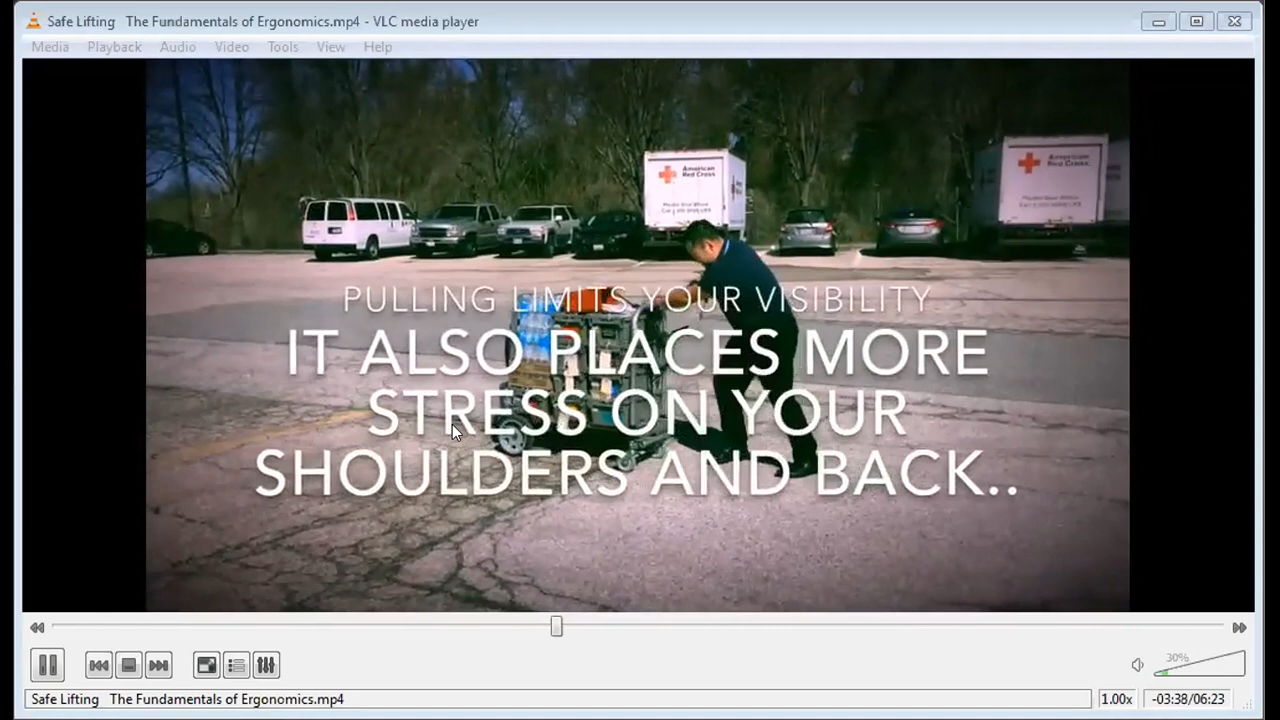 Safe Lifting   The Fundamentals of Ergonomics.mp4 - VLC media player
Media Playback Audio Video Tools View Help
American
Red Cross
American
Red Cross
PULLING LIMITS YOUR VISIBILITY
IT ALSO PLACES MORE
STRESS ON YOUR
SHOULDERS AND BACK..
30%
Safe Lifting   The Fundamentals of Ergonomics.mp4
1.00x
-03:38/06:23